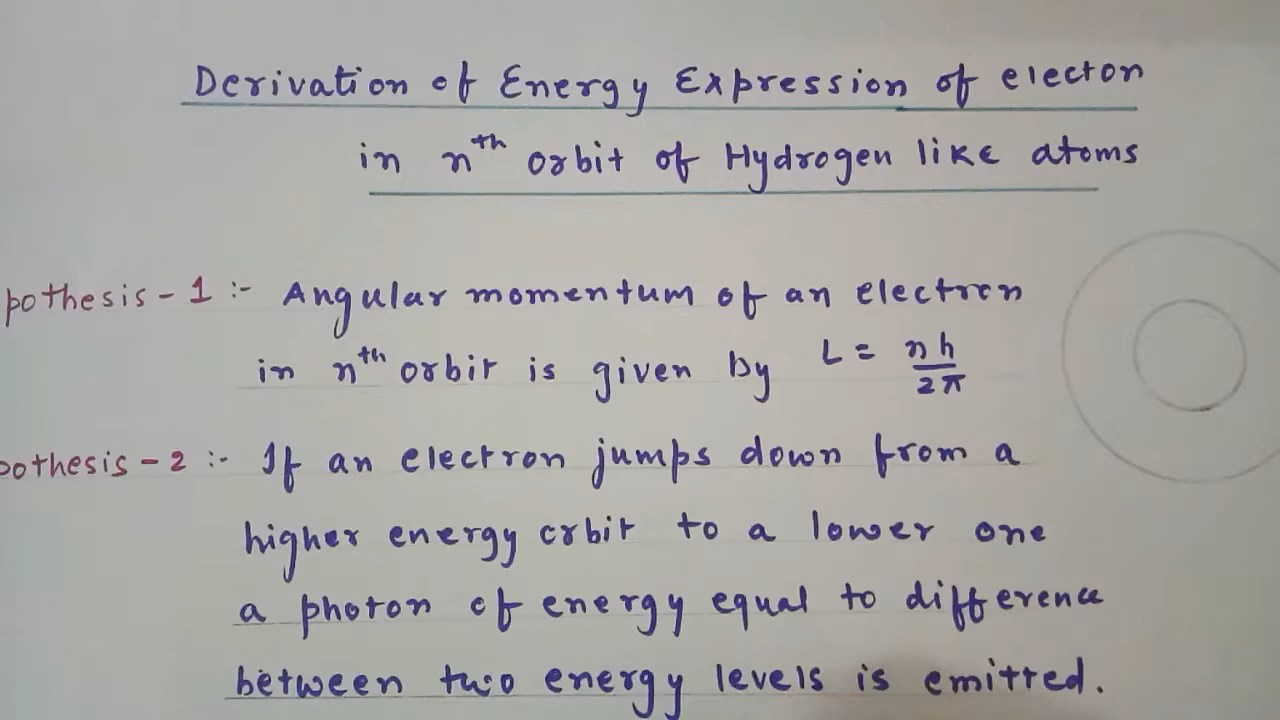 Derivation of Energy Expression of electon
in nth orbit of Hydrogen like atoms
pothesis - 1 :- Angular momentum of an electron
in nth orbit is given by L = nh/2π
pothesis - 2 :- If an electron jumps down from a
higher energy orbit to a lower one
a photon of energy equal to difference
between two energy levels is emitted.